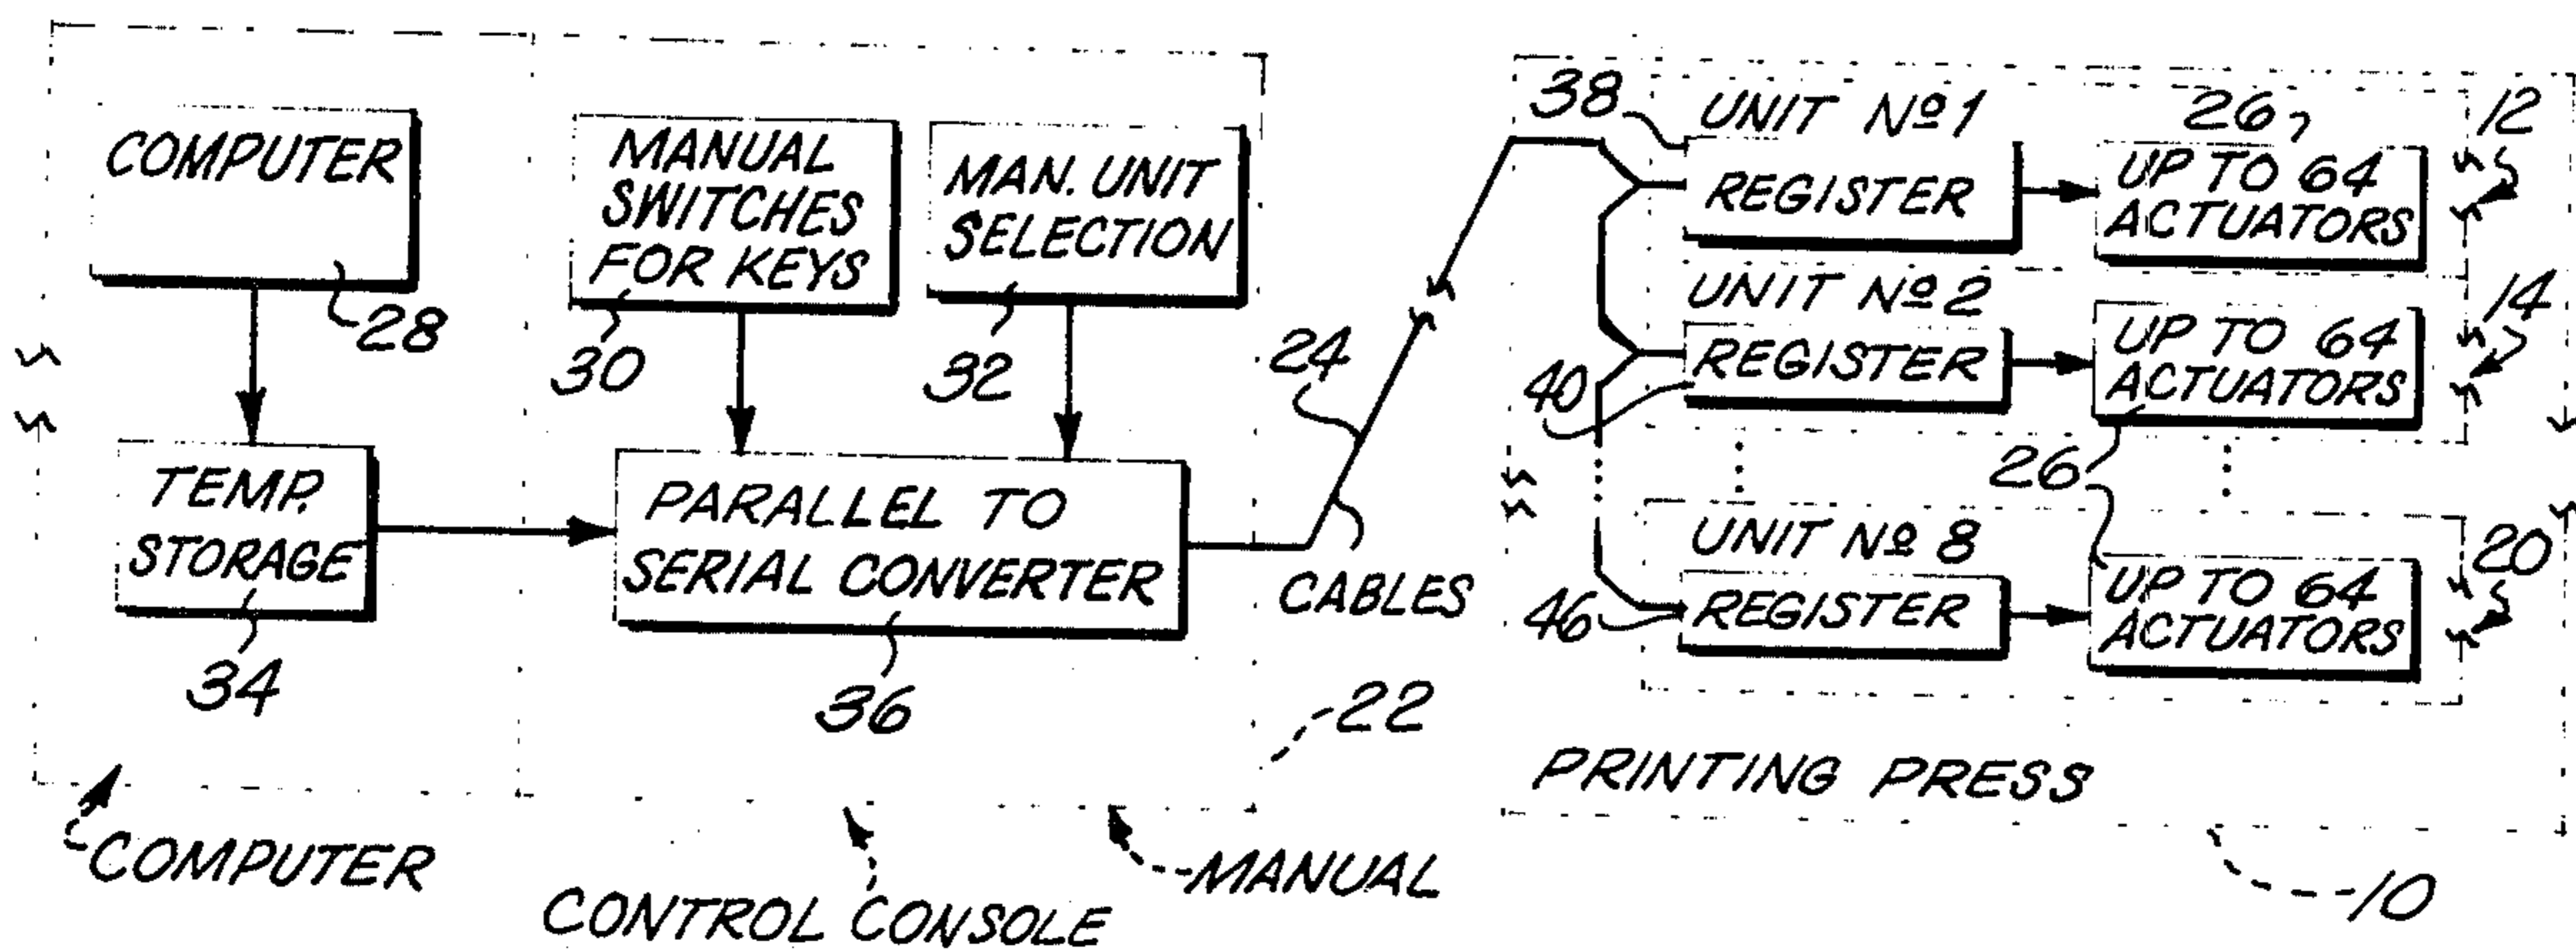 COMPUTER
28
MANUAL
SWITCHES
FOR KEYS
30
MAN. UNIT
SELECTION
32
TEMP.
STORAGE
34
PARALLEL TO
SERIAL CONVERTER
36
24
CABLES
22
COMPUTER
CONTROL CONSOLE
MANUAL
38
UNIT Nº 1
REGISTER
26
UP TO 64
ACTUATORS
12
UNIT Nº 2
40
REGISTER
UP TO 64
ACTUATORS
14
26
UNIT Nº 8
46
REGISTER
UP TO 64
ACTUATORS
20
PRINTING PRESS
10